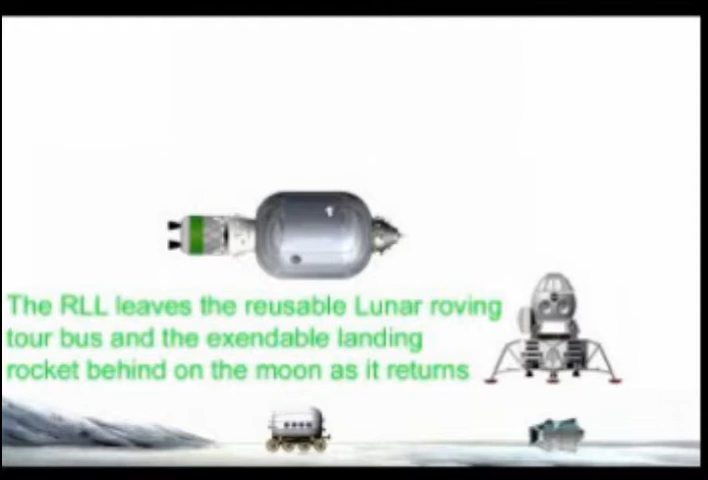 The RLL leaves the reusable Lunar roving
tour bus and the exendable landing
rocket behind on the moon as it returns